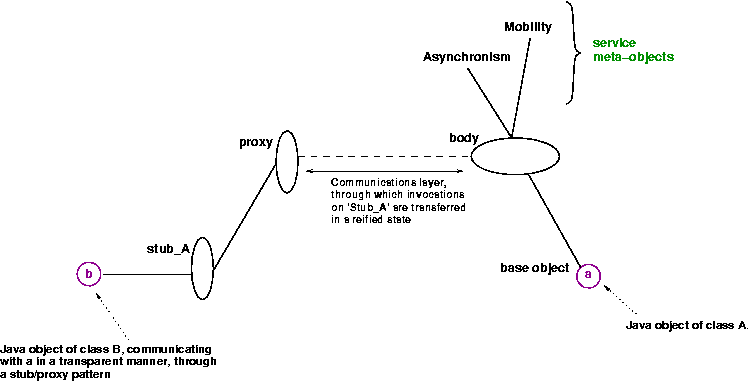 Mobility
service
meta-objects
Asynchronism
proxy
body
Communications layer,
through which invocations
on 'Stub_A' are transferred
in a reified state
stub_A
b
base object
a
Java object of class A.
Java object of class B, communicating
with a in a transparent manner, through
a stub/proxy pattern